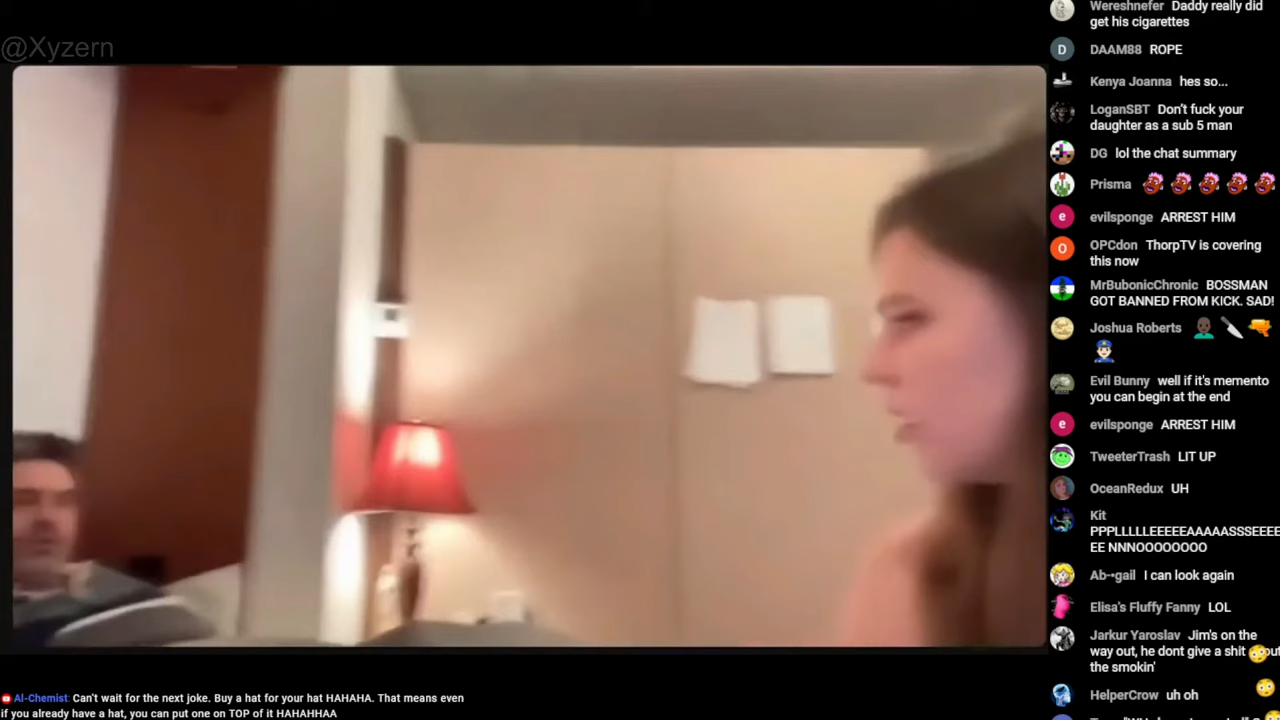 @Xyzern
Wereshnefer Daddy really did
get his cigarettes
D DAAM88 ROPE
Kenya Joanna hes so...
LoganSBT Don't fuck your
daughter as a sub 5 man
DG lol the chat summary
Prisma
e evilsponge ARREST HIM
O OPCdon ThorpTV is covering
this now
MrBubonicChronic BOSSMAN
GOT BANNED FROM KICK. SAD!
Joshua Roberts
Evil Bunny well if it's memento
you can begin at the end
e evilsponge ARREST HIM
TweeterTrash LIT UP
OceanRedux UH
Kit
PPPLLLLLEEEEEAAAAASSSEEEE
EE NNNOOOOOOOO
Ab-•gail I can look again
Elisa's Fluffy Fanny LOL
Jarkur Yaroslav Jim's on the
way out, he dont give a shit out
the smokin'
HelperCrow uh oh
Al-Chemist: Can't wait for the next joke. Buy a hat for your hat HAHAHA. That means even
if you already have a hat, you can put one on TOP of it HAHAHHAA